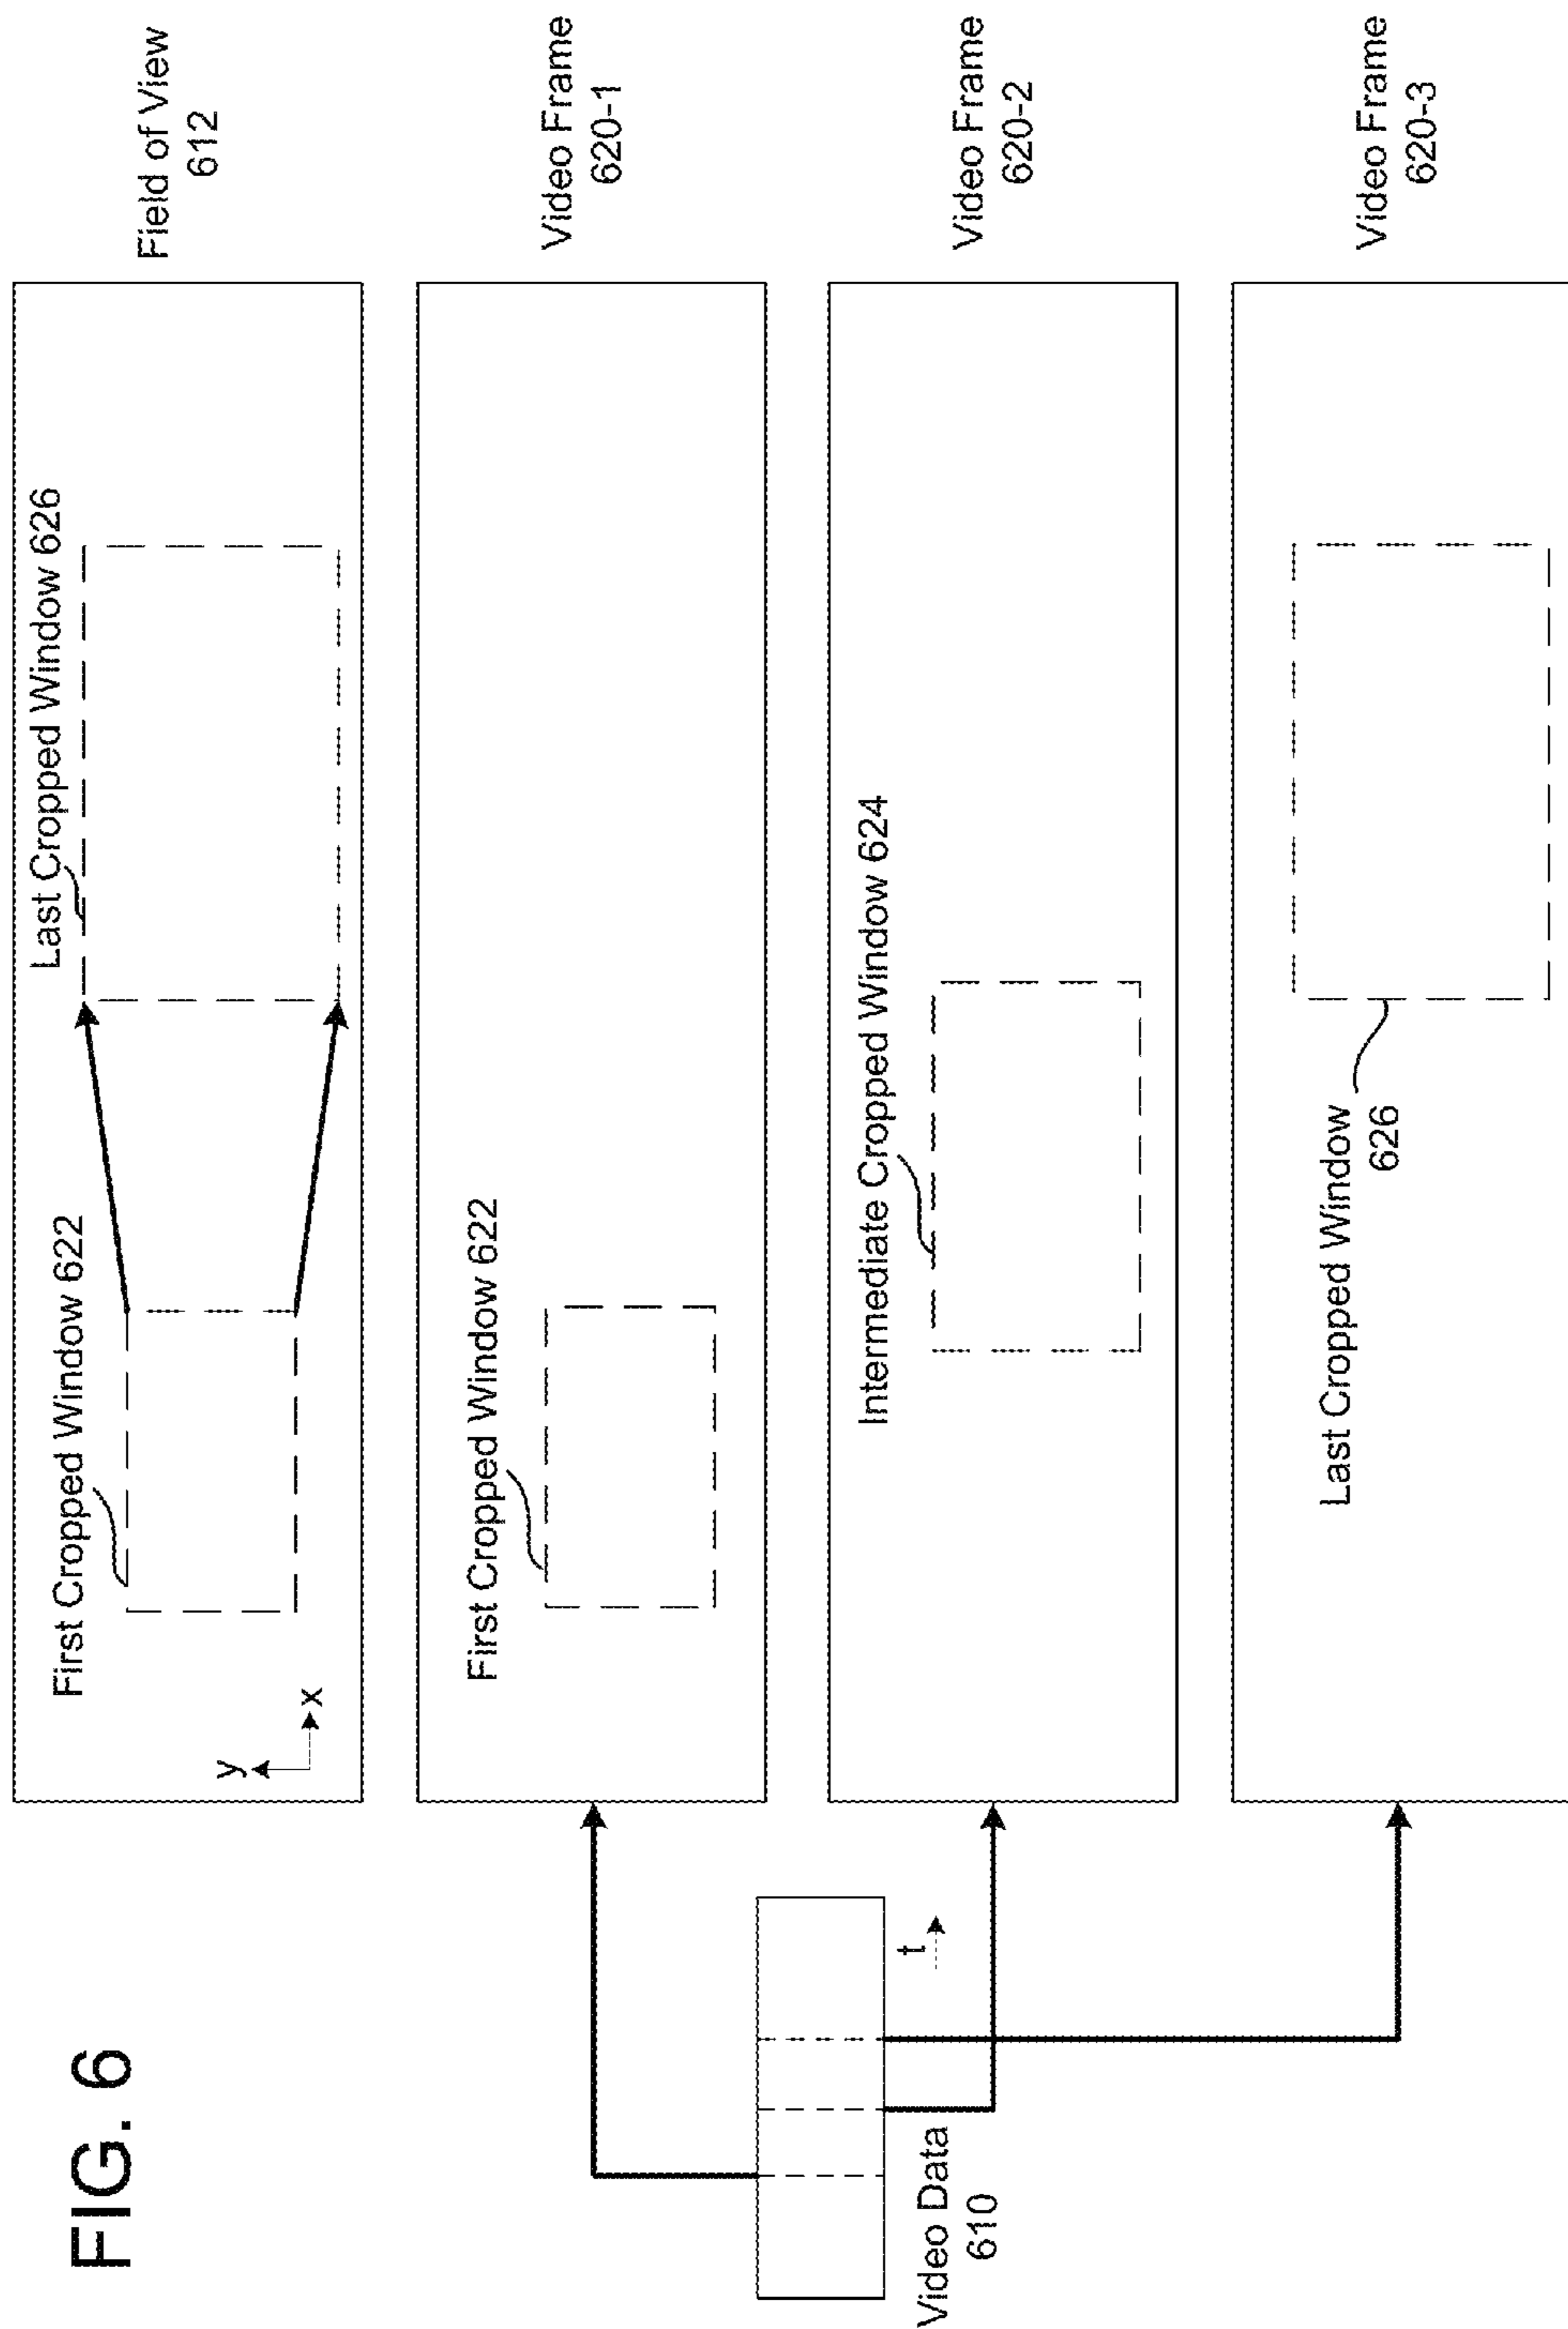 FIG. 6
Last Cropped Window 626
First Cropped Window 622
y
x
Field of View
612
First Cropped Window 622
Video Frame
620-1
Video Data
610
t
Intermediate Cropped Window 624
Video Frame
620-2
Last Cropped Window
626
Video Frame
620-3